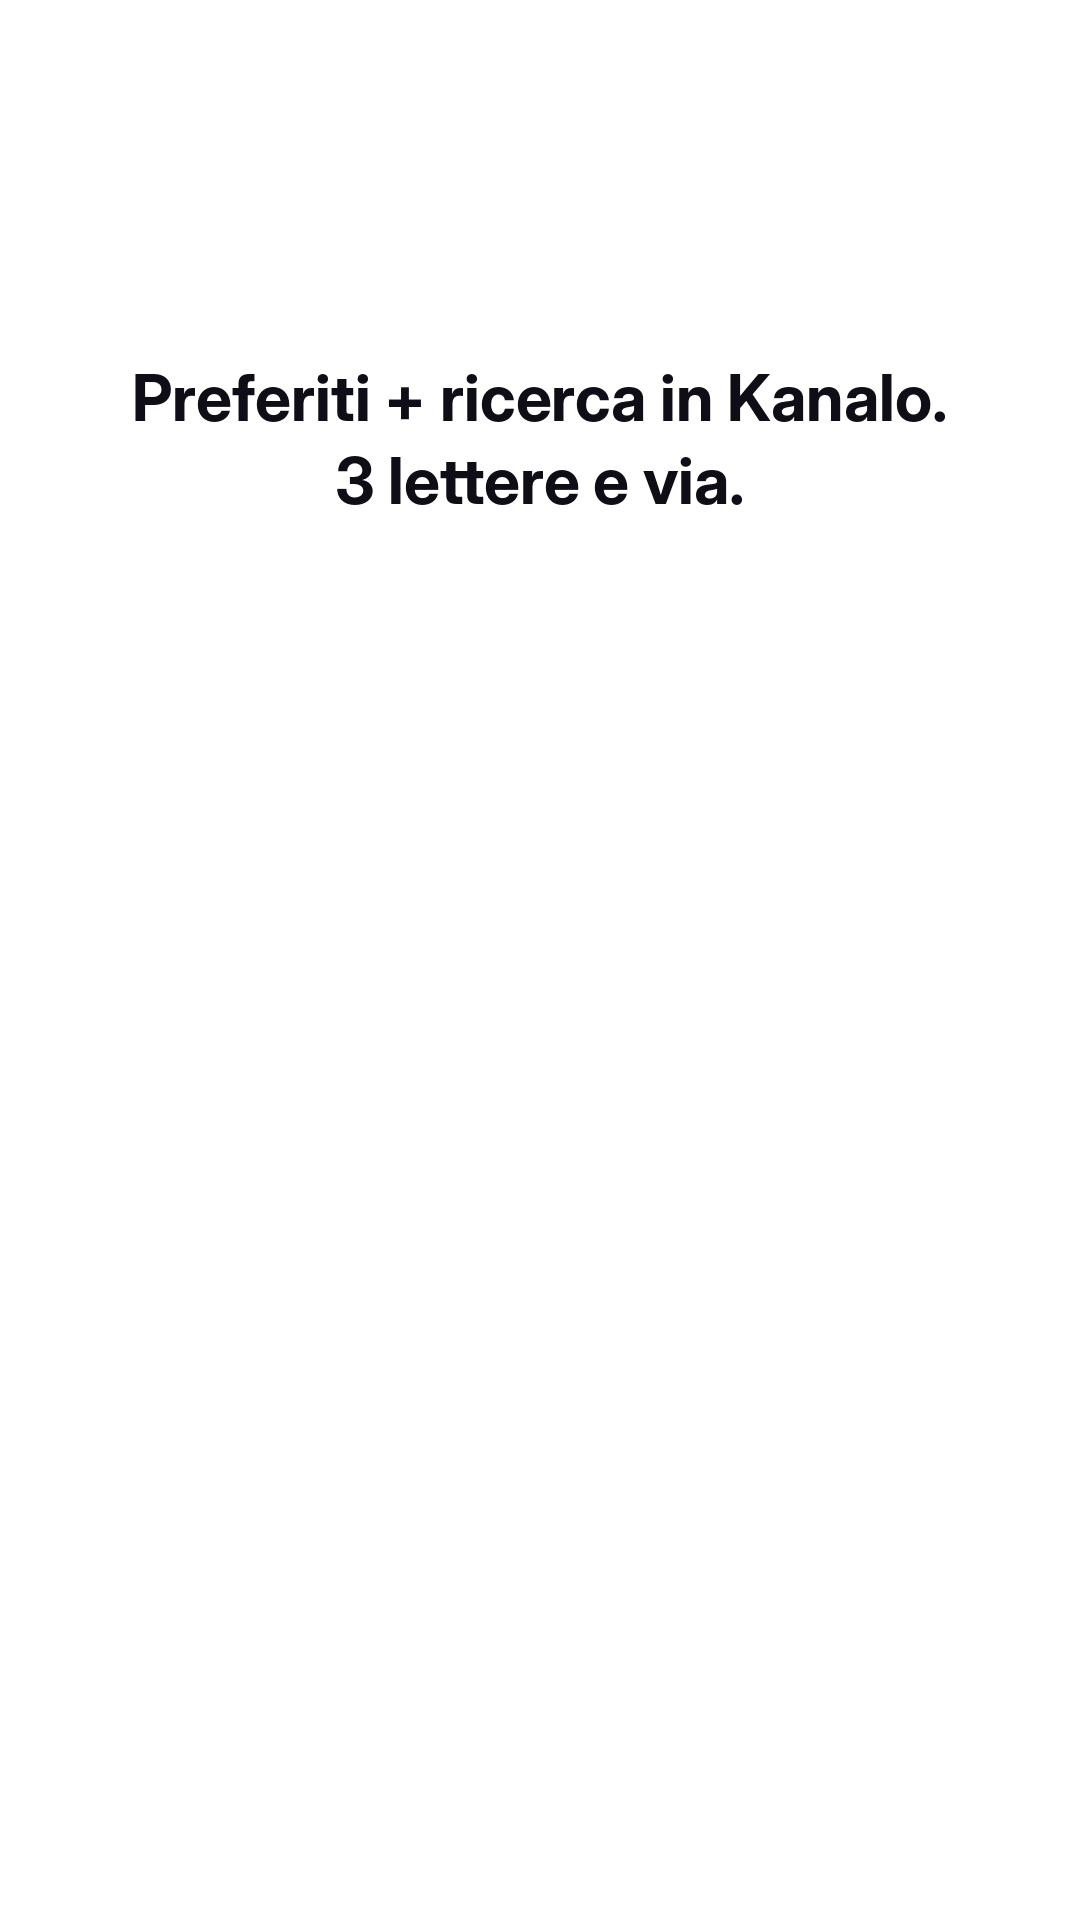 Preferiti + ricerca in Kanalo.
3 lettere e via.